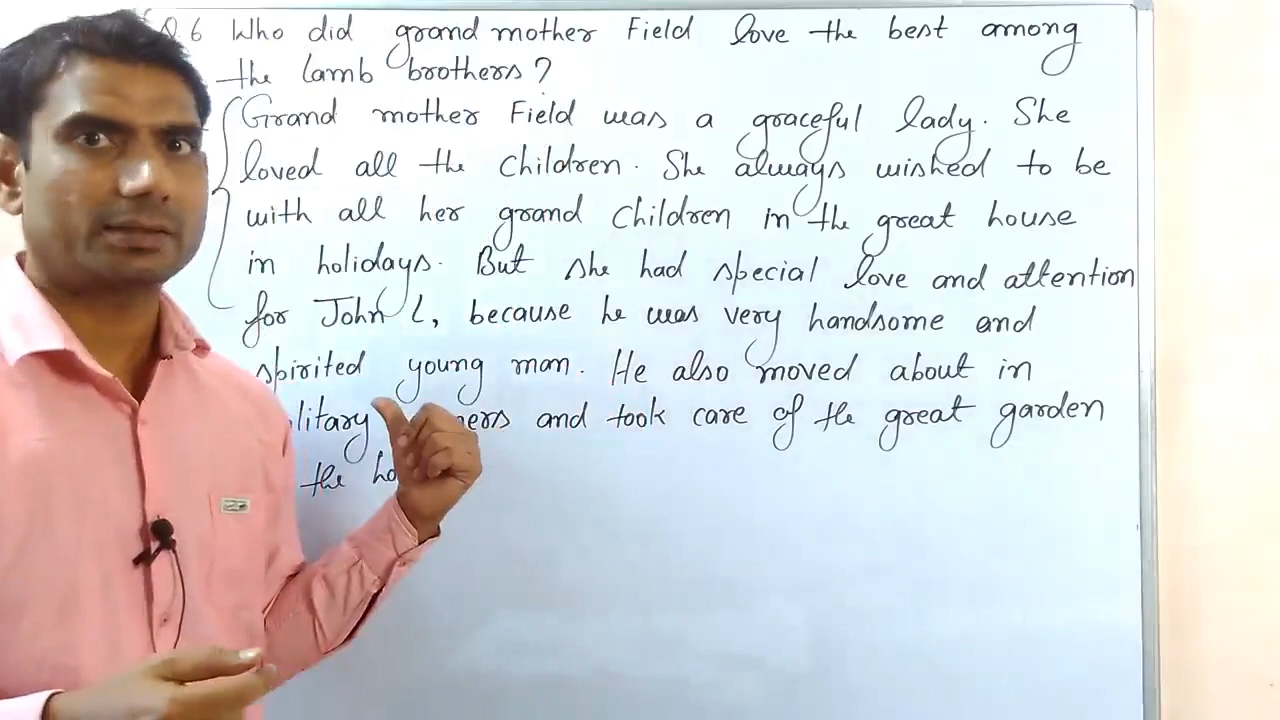 Q.6 Who did grand mother Field love the best among
the lamb brothers?
Grand mother Field was a graceful lady. She
loved all the children. She always wished to be
with all her grand children in the great house
in holidays. But she had special love and attention
for John L, because he was very handsome and
spirited young man. He also moved about in
and took care of the great garden
the